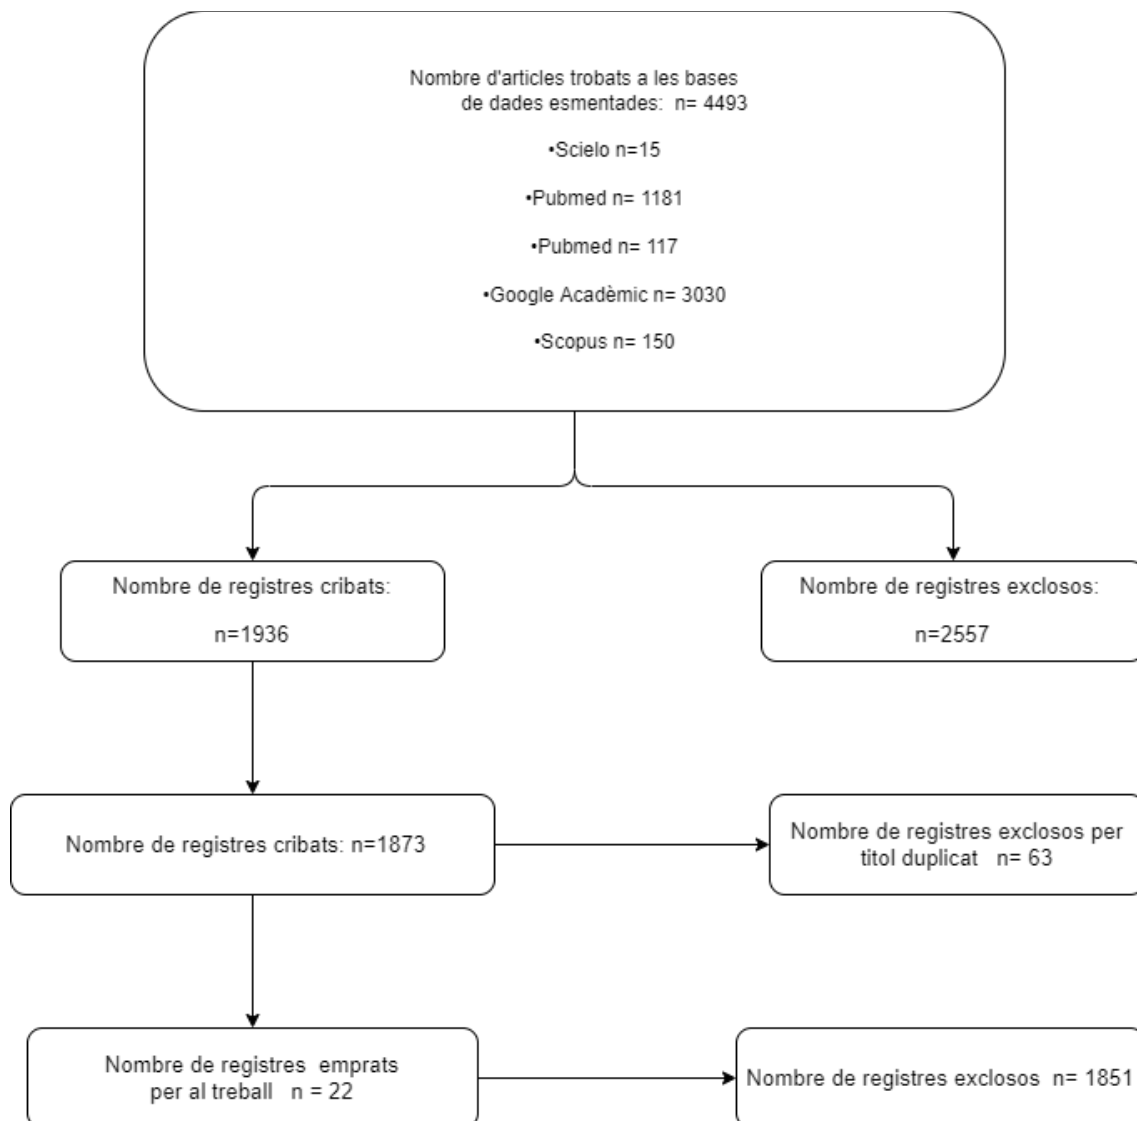 Nombre d'articles trobats a les bases
de dades esmentades: n= 4493
•Scielo n=15
•Pubmed n= 1181
•Pubmed n= 117
•Google Acadèmic n= 3030
•Scopus n= 150
Nombre de registres cribats:
n=1936
Nombre de registres exclosos:
n=2557
Nombre de registres cribats: n=1873
Nombre de registres exclosos per
titol duplicat n= 63
Nombre de registres emprats
per al treball n = 22
Nombre de registres exclosos n= 1851